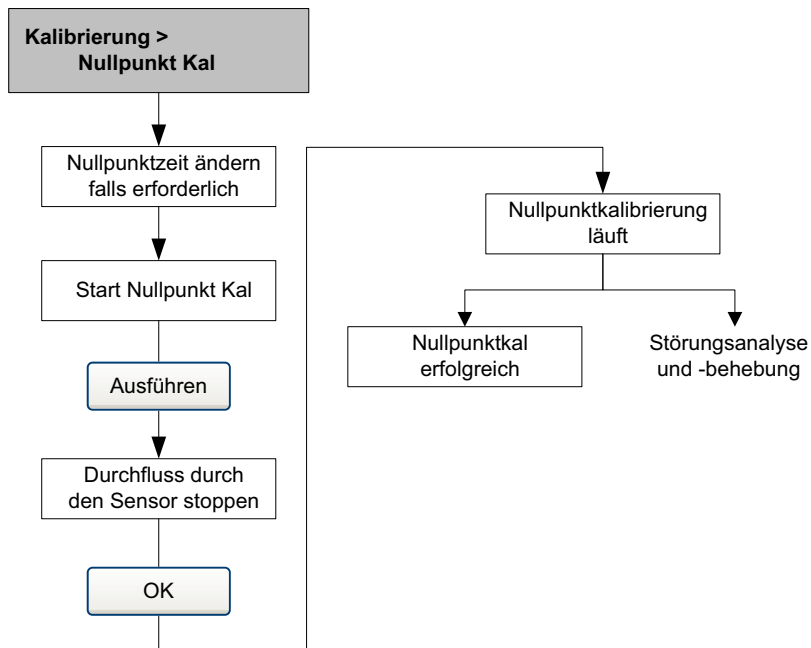 Kalibrierung >
Nullpunkt Kal
Nullpunktzeit ändern
falls erforderlich
Start Nullpunkt Kal
Ausführen
Durchfluss durch
den Sensor stoppen
OK
Nullpunktkalibrierung
läuft
Nullpunktkal
erfolgreich
Störungsanalyse
und -behebung